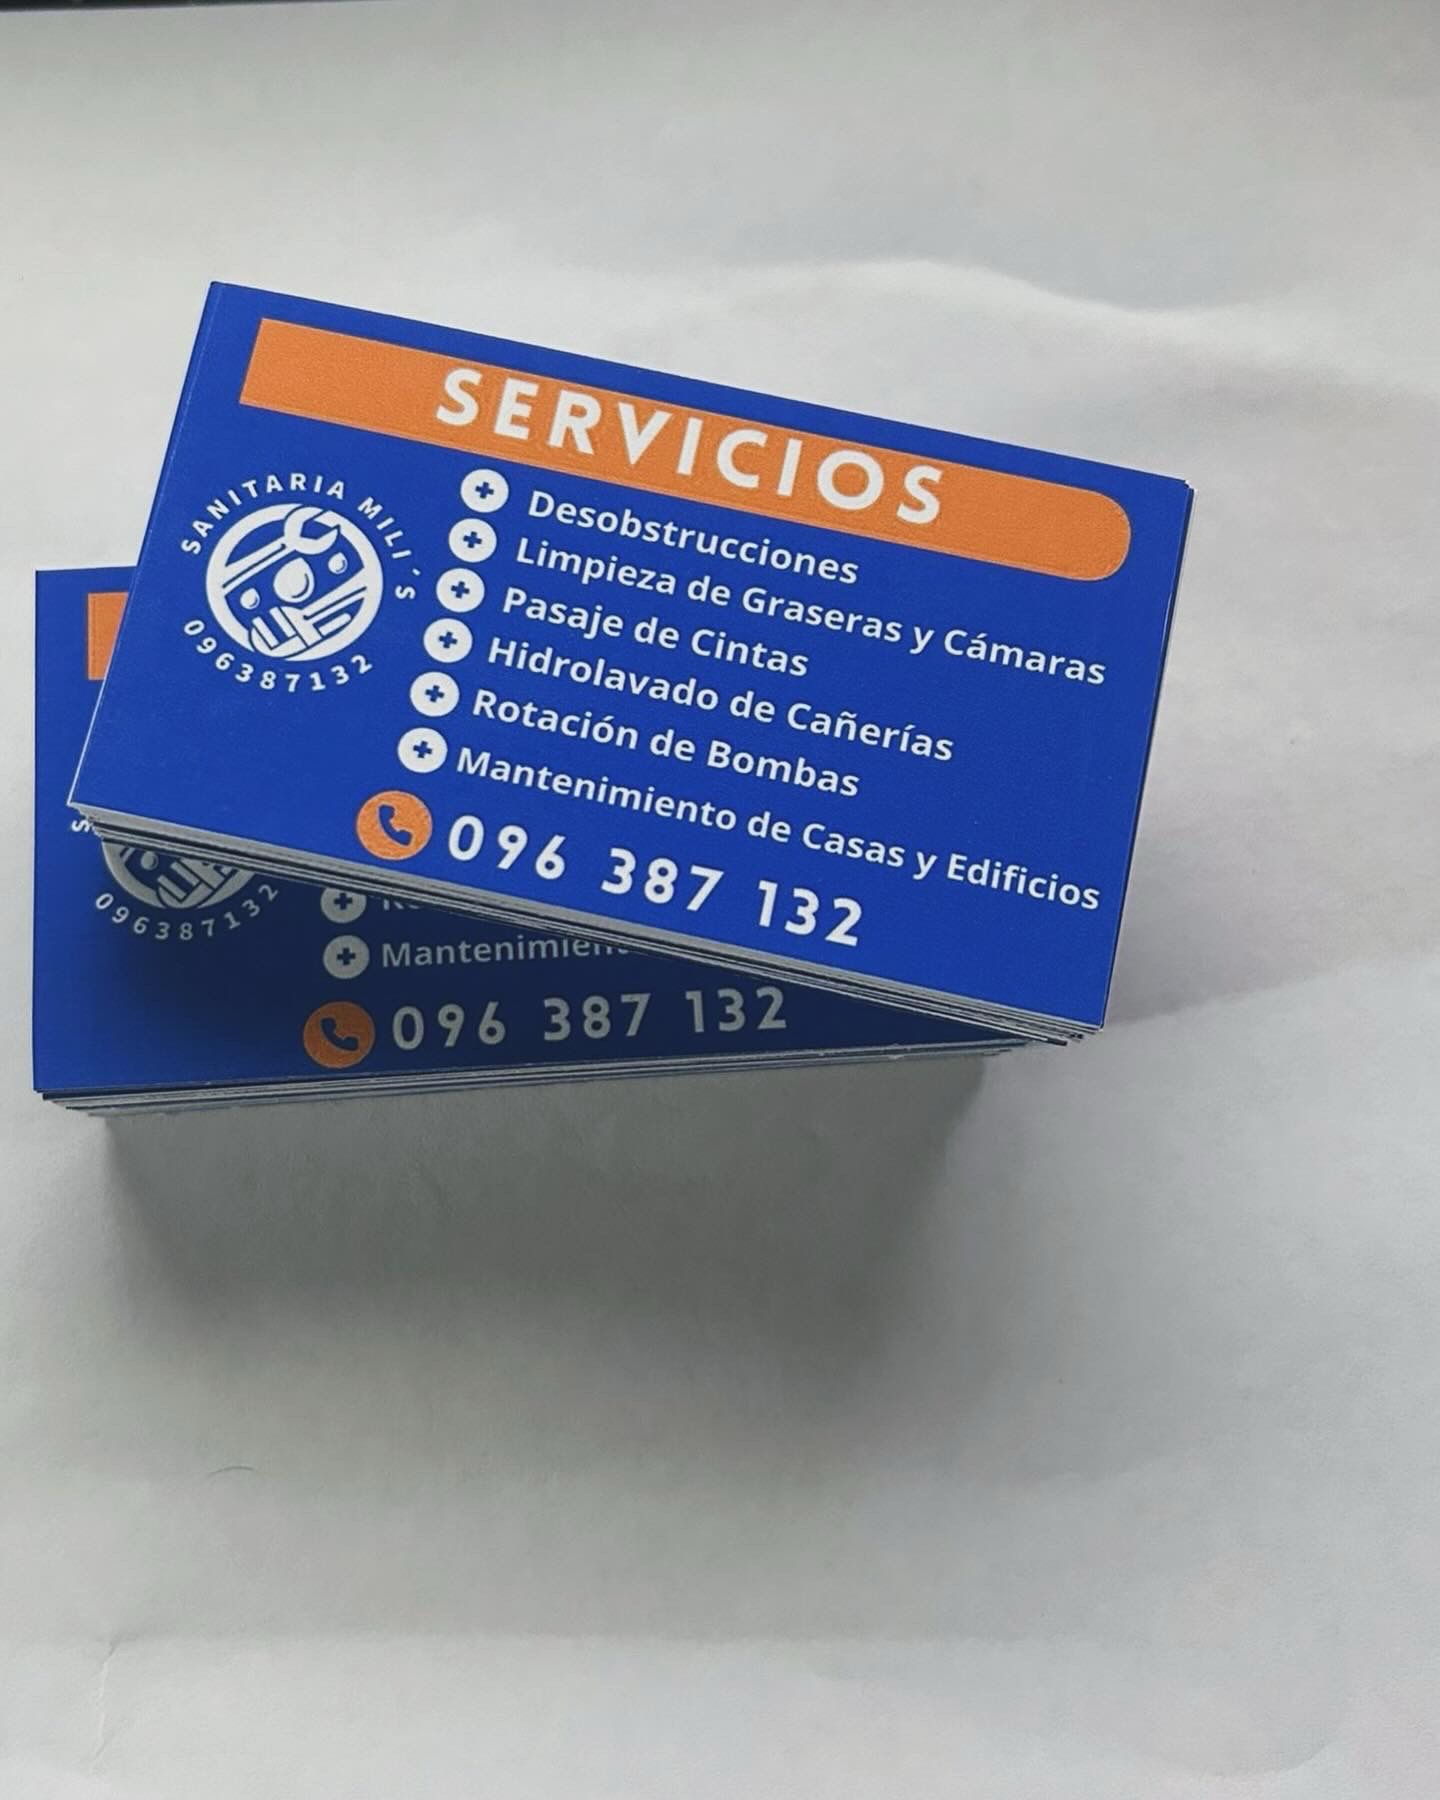 SERVICIOS
SANITARIA MILI'S
096387132
Desobstrucciones
Limpieza de Graseras y Cámaras
Pasaje de Cintas
Hidrolavado de Cañerías
Rotación de Bombas
Mantenimiento de Casas y Edificios
096 387 132
096387132
096 387 132